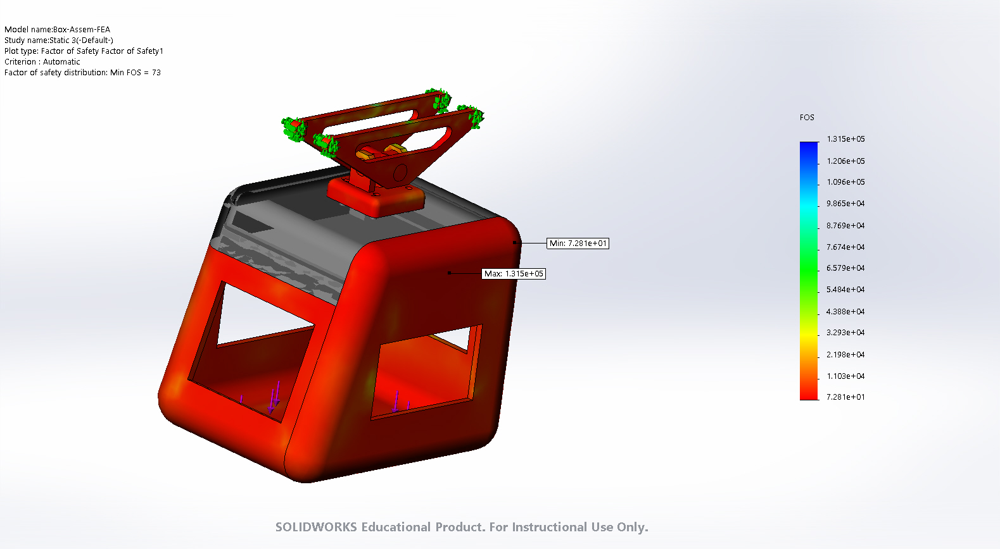 Model name:Box-Assem-FEA
Study name:Static 3(-Default-)
Plot type: Factor of Safety Factor of Safety1
Criterion : Automatic
Factor of safety distribution: Min FOS = 73
FOS
1.315e+05
1.206e+05
1.096e+05
9.865e+04
8.769e+04
7.674e+04
6.579e+04
5.484e+04
4.388e+04
3.293e+04
2.198e+04
1.103e+04
7.281e+01
Min: 7.281e+01
Max: 1.315e+05
SOLIDWORKS Educational Product. For Instructional Use Only.